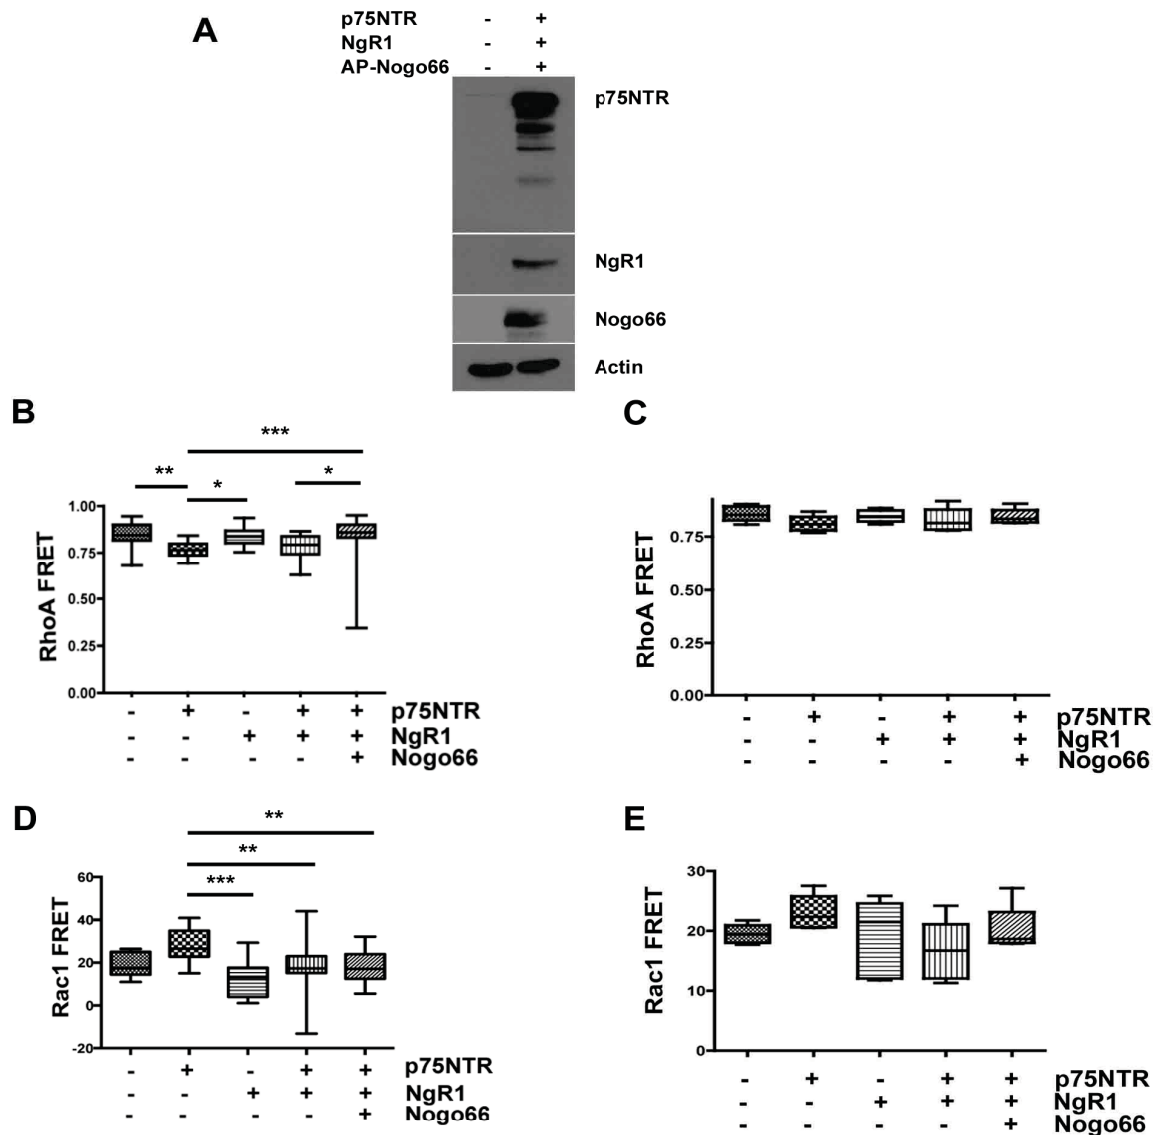 A
p75NTR - +
NgR1 - +
AP-Nogo66 - +
p75NTR
NgR1
Nogo66
Actin
B
***
** *
*
RhoA FRET
1.00
0.75
0.50
0.25
0.00
- + - + + p75NTR
- - + + + NgR1
- - - - + Nogo66
C
RhoA FRET
0.75
0.50
0.25
0.00
- + - + + p75NTR
- - + + + NgR1
- - - - + Nogo66
D
**
**
***
Rac1 FRET
60
40
20
0
-20
- + - + + p75NTR
- - + + + NgR1
- - - - + Nogo66
E
Rac1 FRET
30
20
10
0
- + - + + p75NTR
- - + + + NgR1
- - - - + Nogo66